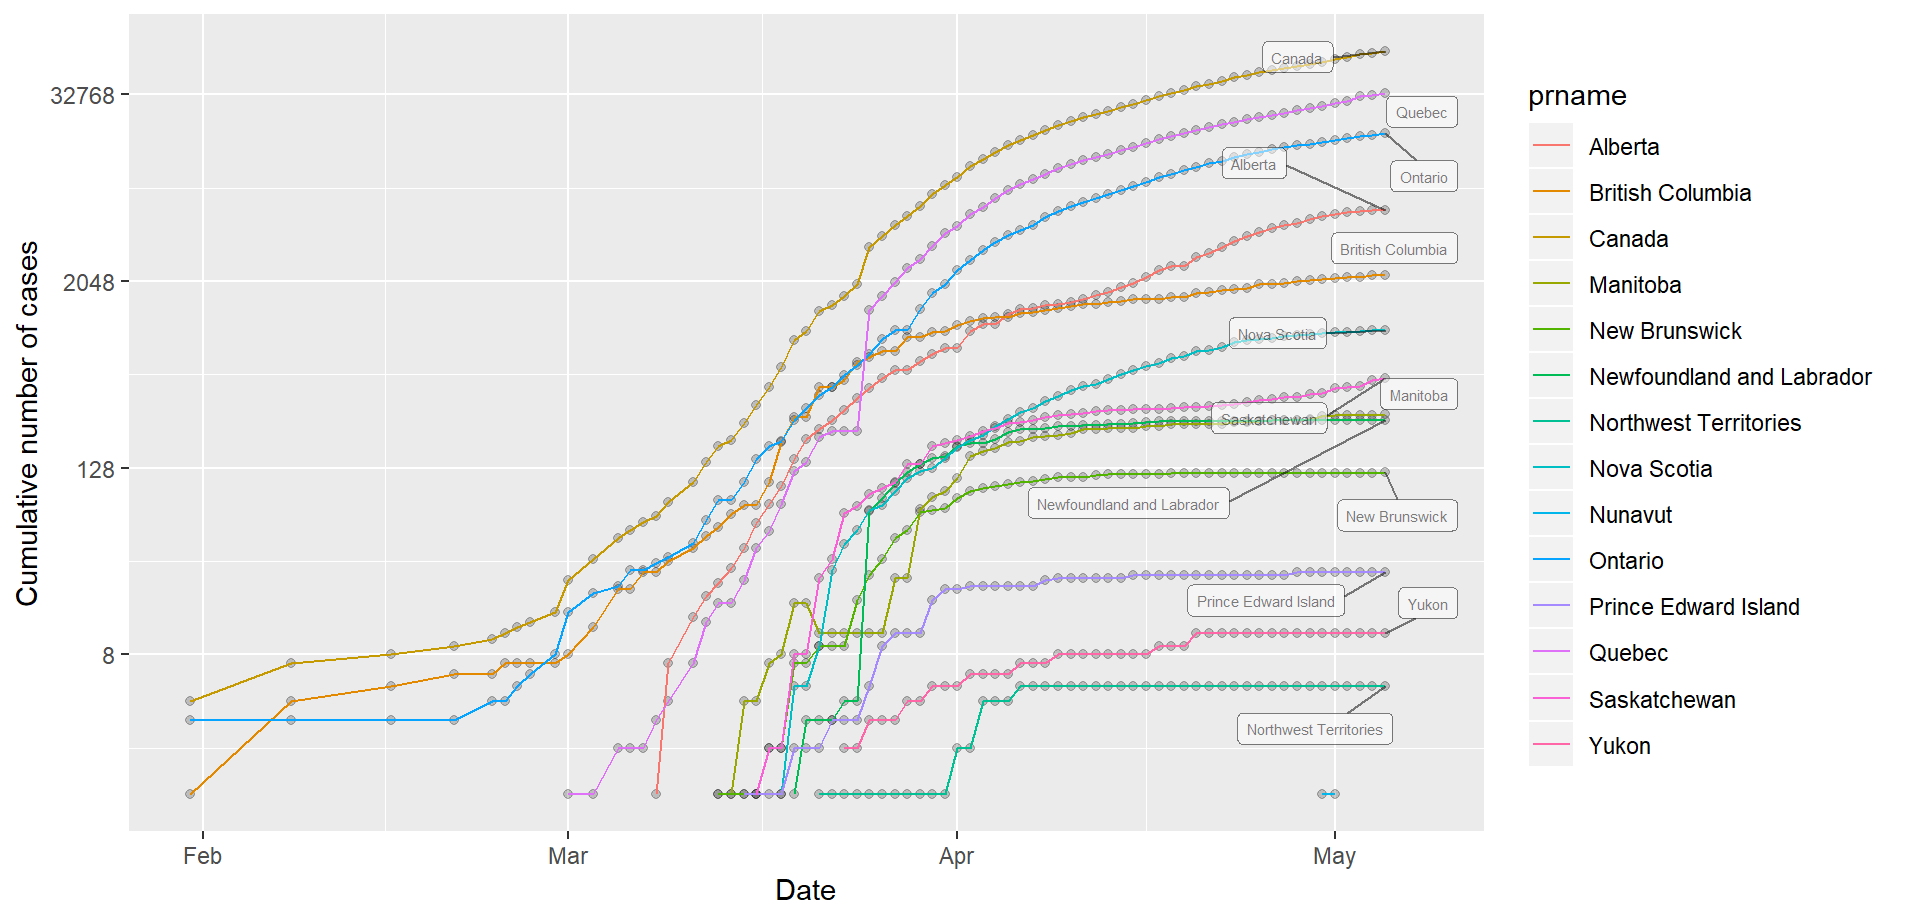 Cumulative number of cases
32768
2048
128
8
Feb
Mar
Apr
May
Date
Canada
Quebec
Alberta
Ontario
British Columbia
Nova Scotia
Manitoba
Saskatchewan
Newfoundland and Labrador
New Brunswick
Prince Edward Island
Yukon
Northwest Territories
prname
Alberta
British Columbia
Canada
Manitoba
New Brunswick
Newfoundland and Labrador
Northwest Territories
Nova Scotia
Nunavut
Ontario
Prince Edward Island
Quebec
Saskatchewan
Yukon